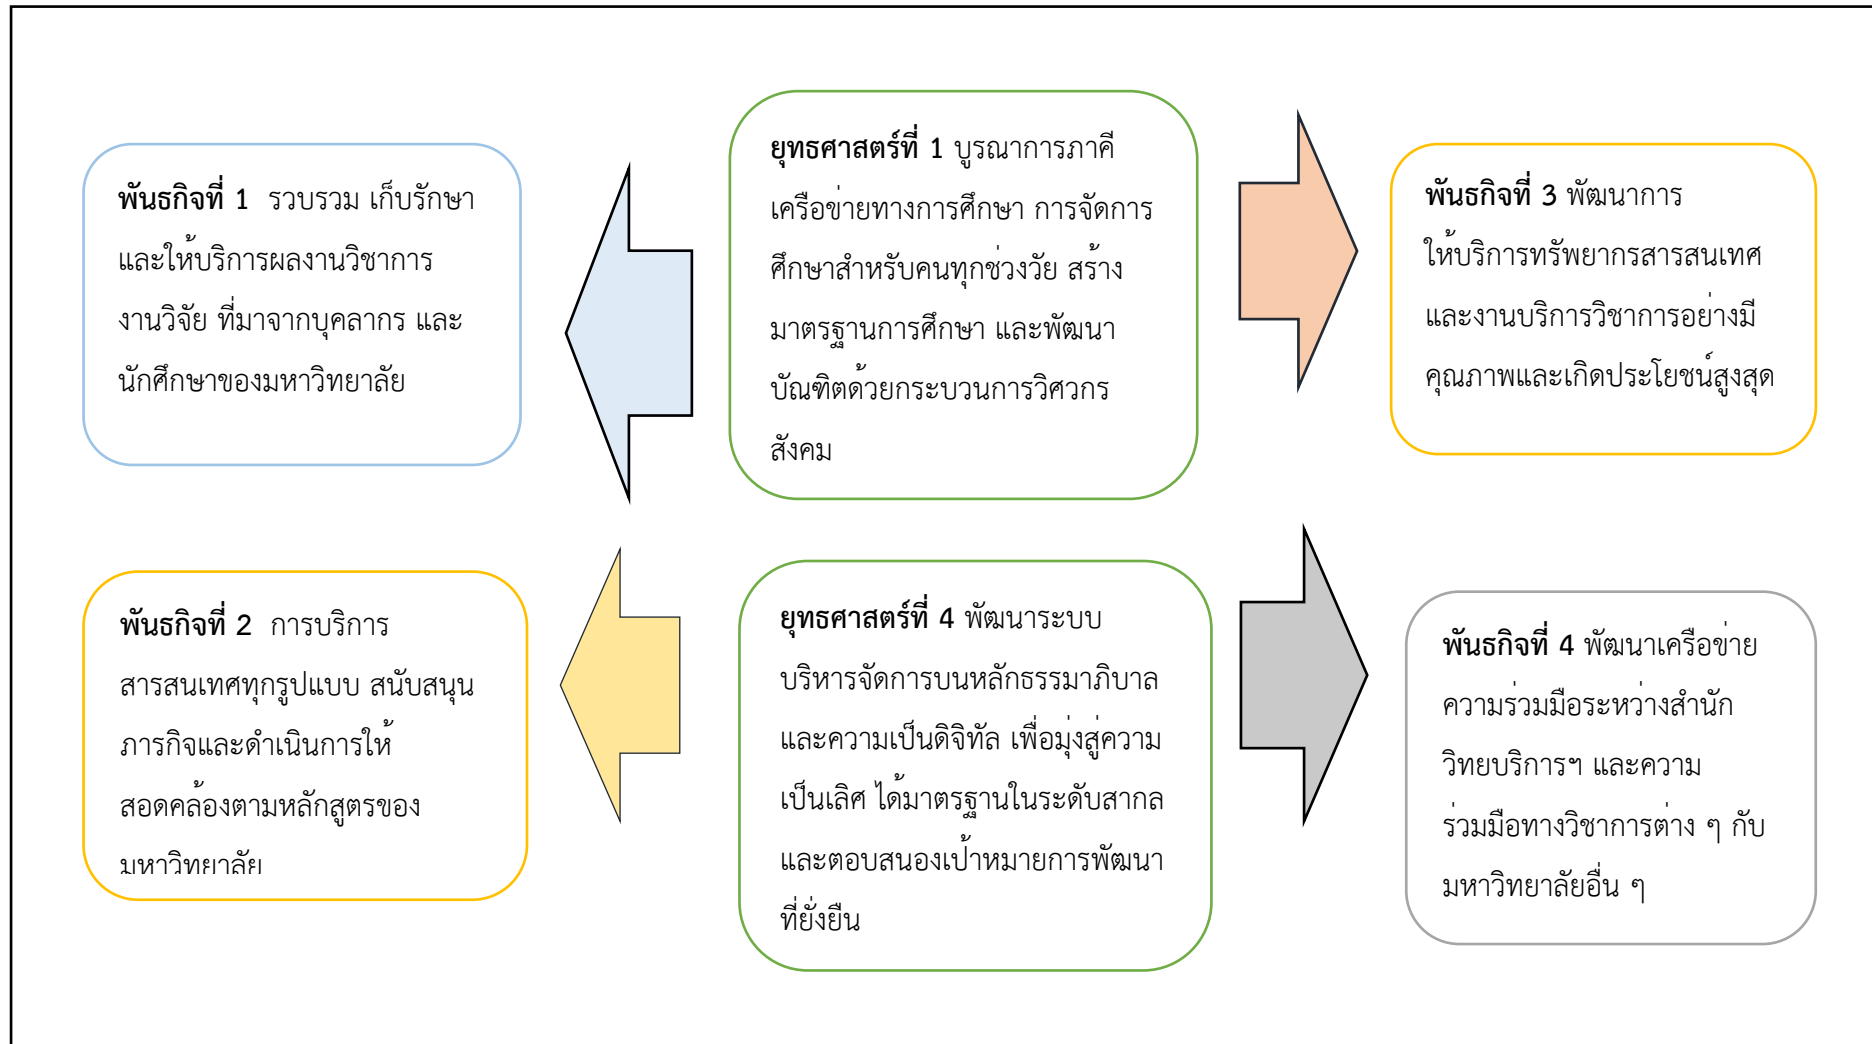 พันธกิจที่ 1 รวบรวม เก็บรักษา
และให้บริการผลงานวิชาการ
งานวิจัย ที่มาจากบุคลากร และ
นักศึกษาของมหาวิทยาลัย
ยุทธศาสตร์ที่ 1 บูรณาการภาคี
เครือข่ายทางการศึกษา การจัดการ
ศึกษาสำหรับคนทุกช่วงวัย สร้าง
มาตรฐานการศึกษา และพัฒนา
บัณฑิตด้วยกระบวนการวิศวกร
สังคม
พันธกิจที่ 3 พัฒนาการ
ให้บริการทรัพยากรสารสนเทศ
และงานบริการวิชาการอย่างมี
คุณภาพและเกิดประโยชน์สูงสุด
พันธกิจที่ 2 การบริการ
สารสนเทศทุกรูปแบบ สนับสนุน
ภารกิจและดำเนินการให้
สอดคล้องตามหลักสูตรของ
มหาวิทยาลัย
ยุทธศาสตร์ที่ 4 พัฒนาระบบ
บริหารจัดการบนหลักธรรมาภิบาล
และความเป็นดิจิทัล เพื่อมุ่งสู่ความ
เป็นเลิศ ได้มาตรฐานในระดับสากล
และตอบสนองเป้าหมายการพัฒนา
ที่ยั่งยืน
พันธกิจที่ 4 พัฒนาเครือข่าย
ความร่วมมือระหว่างสำนัก
วิทยบริการฯ และความ
ร่วมมือทางวิชาการต่าง ๆ กับ
มหาวิทยาลัยอื่น ๆ